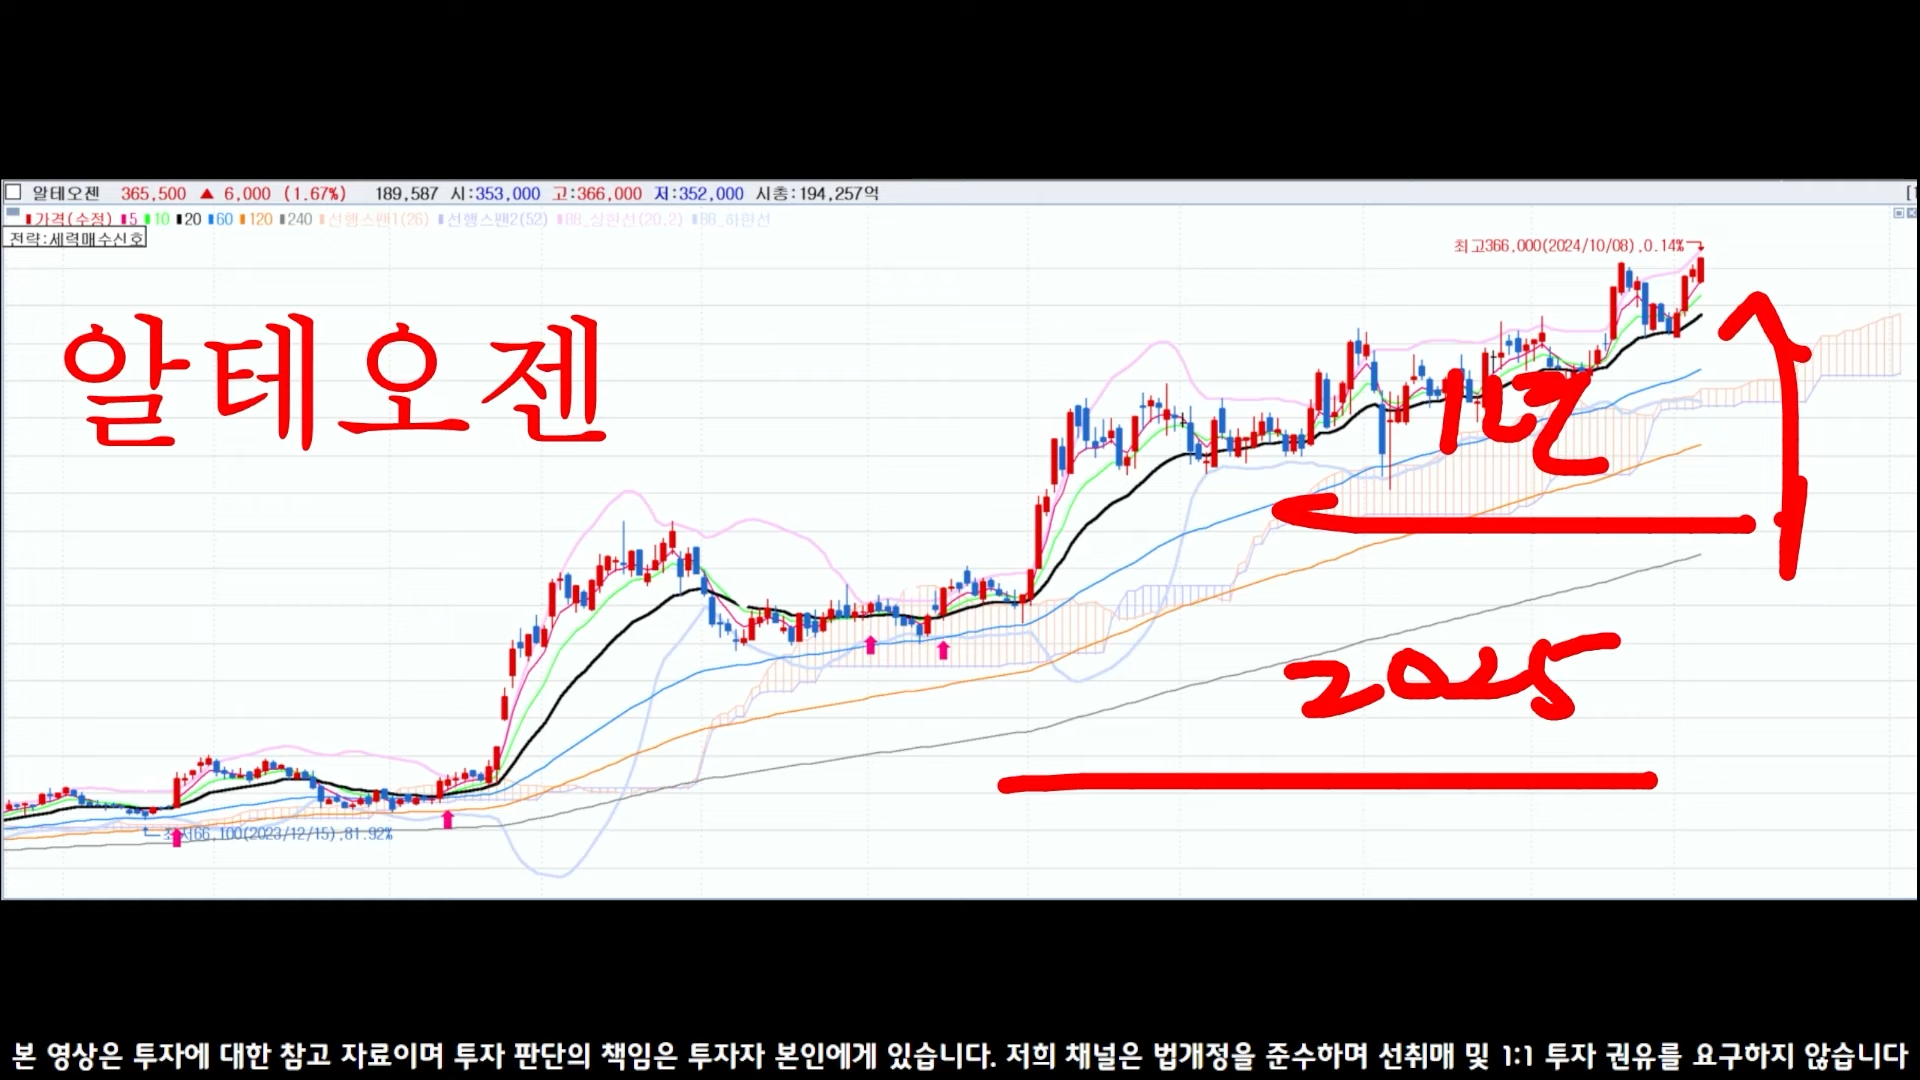 알테오젠 365,500 ▲ 6,000 (1.67%) 189,587 시:353,000 고:366,000 저:352,000 시총:194,257억
가격(수정) 5 10 20 60 120 240 선행스팬1(26) 선행스팬2(52) BB_상한선(20,2) BB_하한선
전략:세력매수신호
최고366,000(2024/10/08),0.14%
알테오젠
1년
2025
66,100(2023/12/15),81.92%
본 영상은 투자에 대한 참고 자료이며 투자 판단의 책임은 투자자 본인에게 있습니다. 저희 채널은 법개정을 준수하며 선취매 및 1:1 투자 권유를 요구하지 않습니다